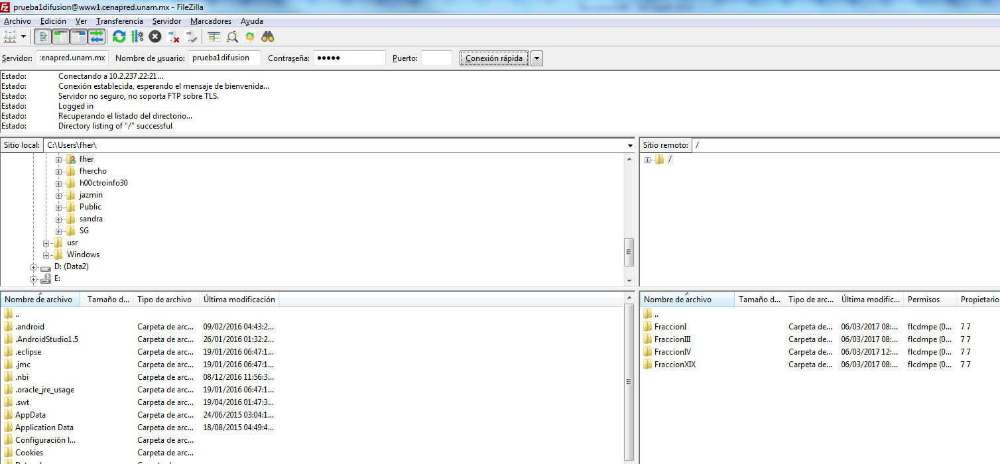 prueba1difusion@www1.cenapred.unam.mx - FileZilla
Archivo Edición Ver Transferencia Servidor Marcadores Ayuda
Servidor: :enapred.unam.mx Nombre de usuario: prueba1difusion Contraseña: ●●●●● Puerto: Conexión rápida
Estado: Conectando a 10.2.237.22:21...
Estado: Conexión establecida, esperando el mensaje de bienvenida...
Estado: Servidor no seguro, no soporta FTP sobre TLS.
Estado: Logged in
Estado: Recuperando el listado del directorio...
Estado: Directory listing of "/" successful
Sitio local: C:\Users\fher\
fher
fhercho
h00ctroinfo30
jazmin
Public
sandra
SG
usr
Windows
D: (Data2)
E:
Sitio remoto: /
/
Nombre de archivo Tamaño d... Tipo de archivo Última modificación
..
.android Carpeta de arc... 09/02/2016 04:43:2...
.AndroidStudio1.5 Carpeta de arc... 26/01/2016 01:32:2...
.eclipse Carpeta de arc... 19/01/2016 06:47:1...
.jmc Carpeta de arc... 19/01/2016 06:47:1...
.nbi Carpeta de arc... 08/12/2016 11:56:3...
.oracle_jre_usage Carpeta de arc... 19/01/2016 06:47:1...
.swt Carpeta de arc... 19/04/2016 01:47:3...
AppData Carpeta de arc... 24/06/2015 03:04:1...
Application Data Carpeta de arc... 18/08/2015 04:49:4...
Configuración l... Carpeta de arc...
Cookies Carpeta de arc...
Nombre de archivo Tamaño d... Tipo de arc... Última modific... Permisos Propietario
..
FraccionI Carpeta de... 06/03/2017 08:... flcdmpe (0... 7 7
FraccionIII Carpeta de... 06/03/2017 08:... flcdmpe (0... 7 7
FraccionIV Carpeta de... 06/03/2017 12:... flcdmpe (0... 7 7
FraccionXIX Carpeta de... 06/03/2017 08:... flcdmpe (0... 7 7